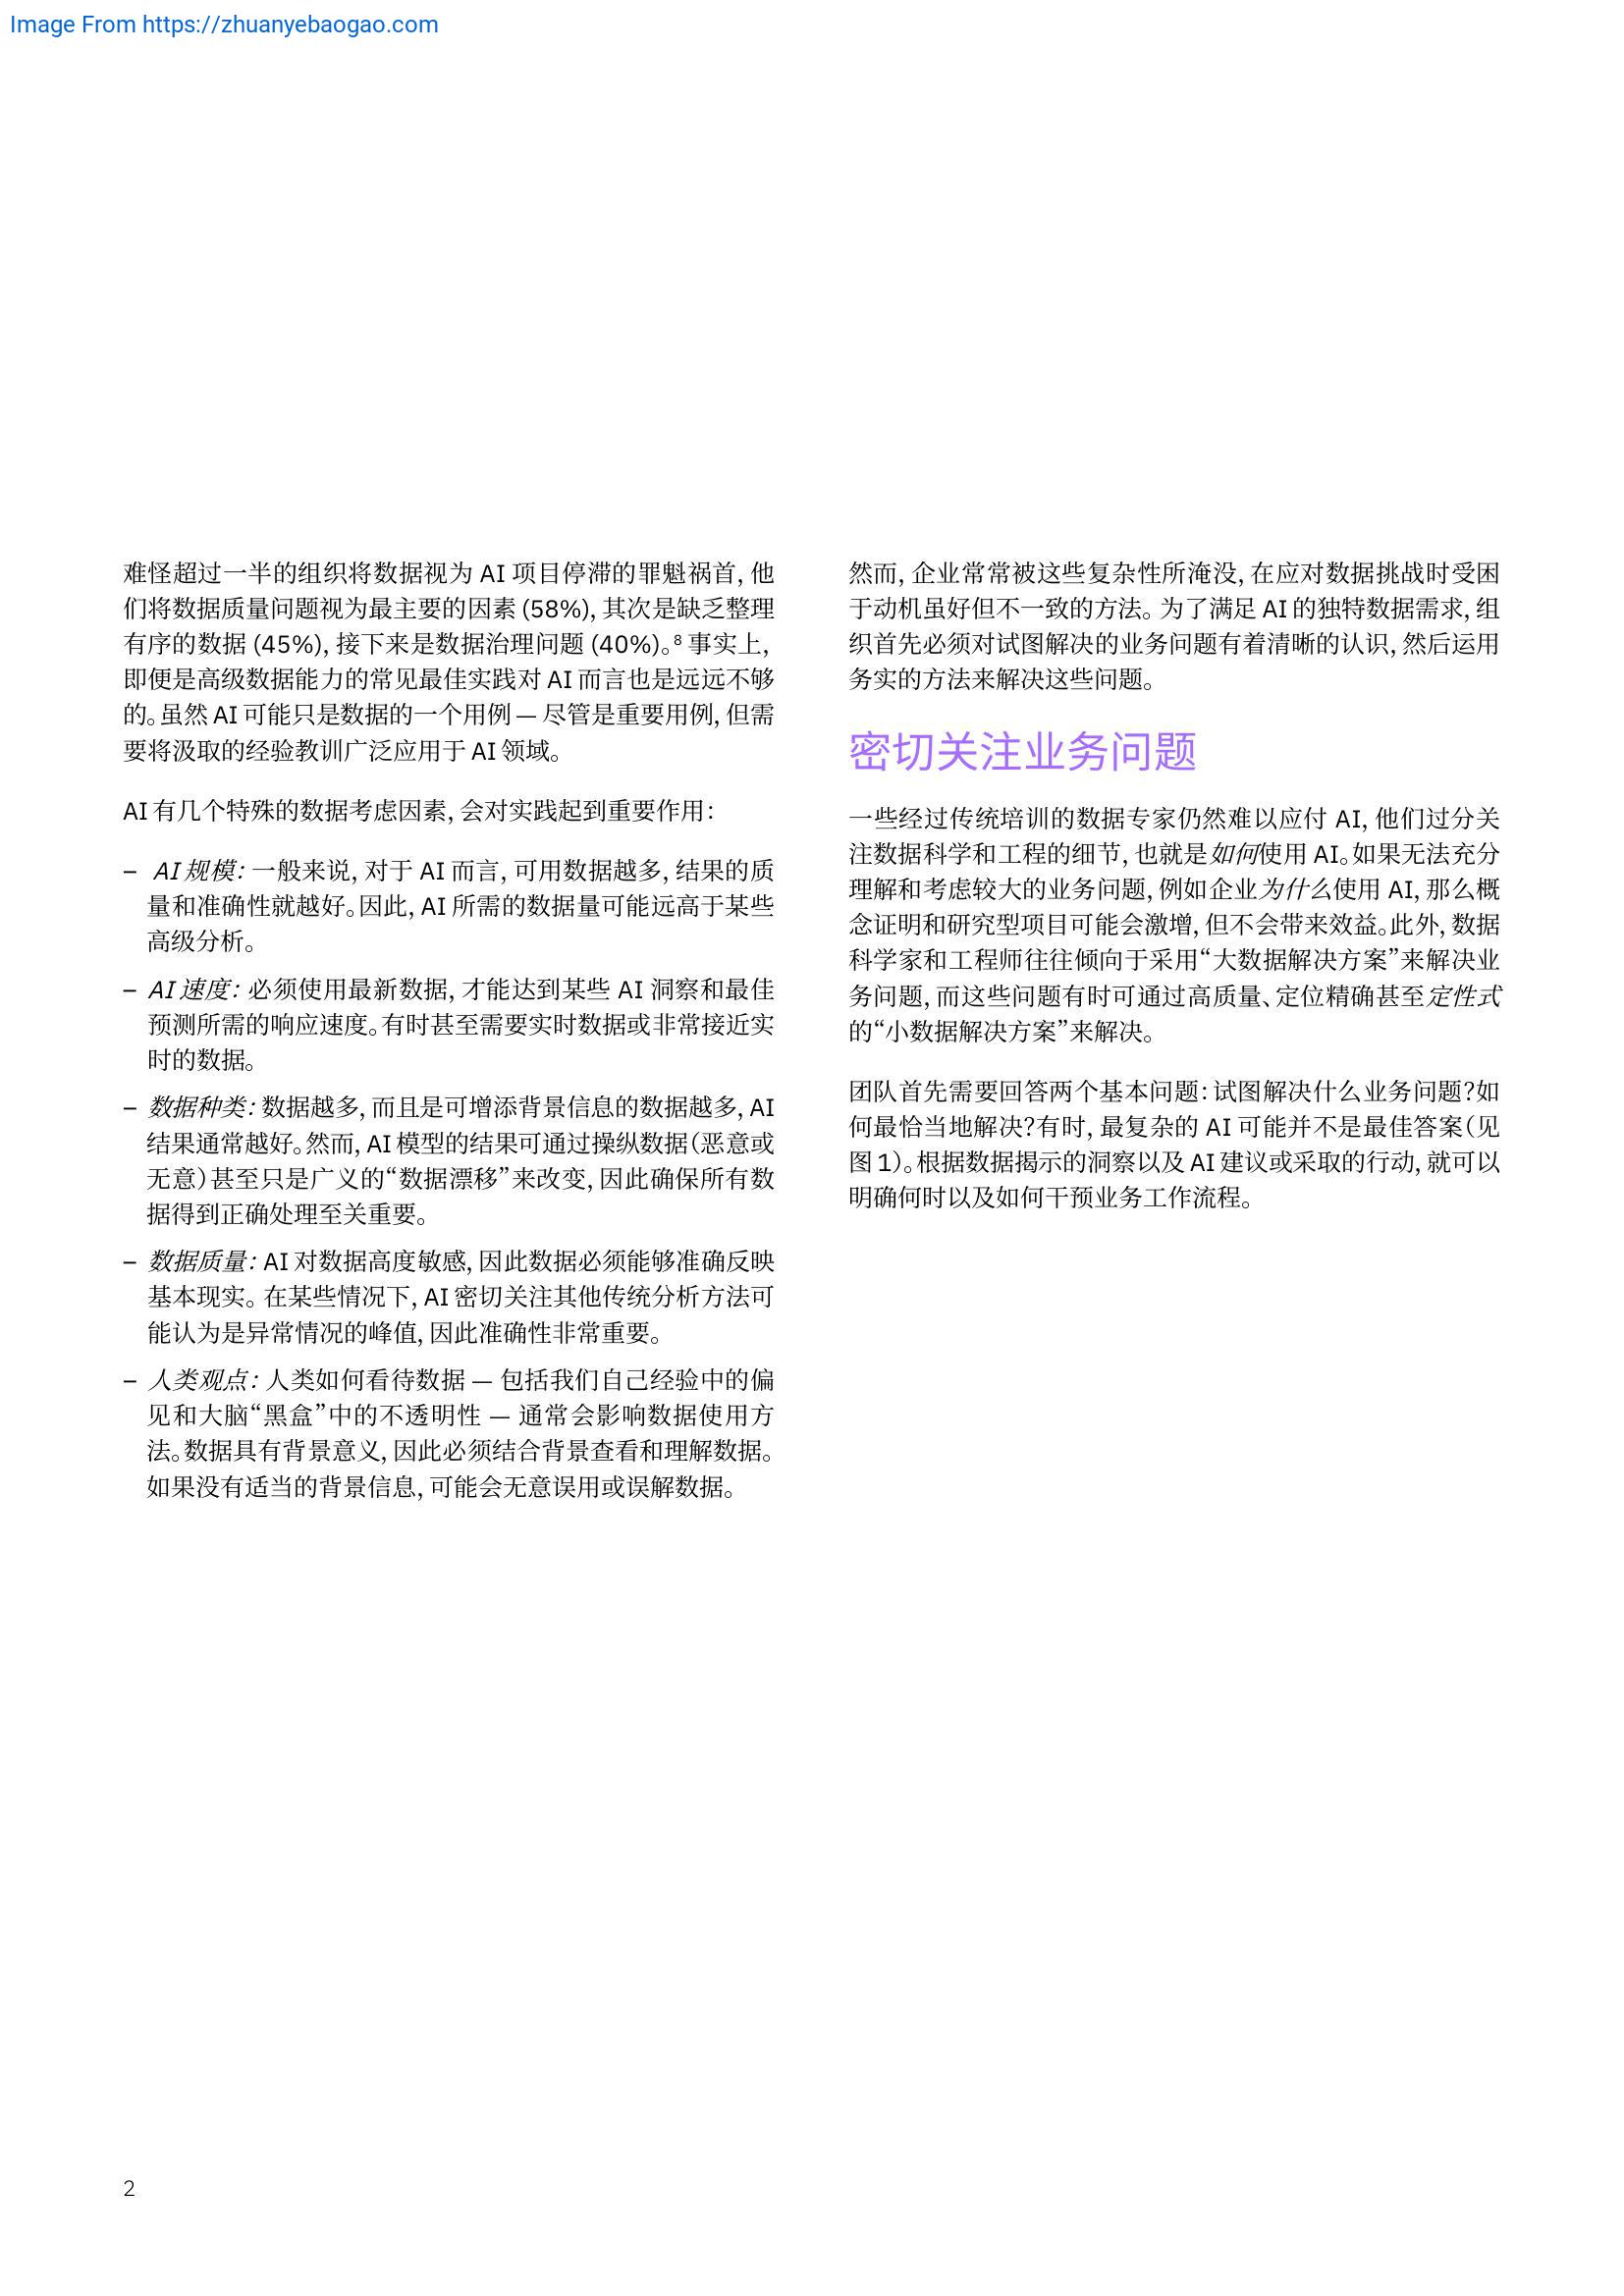 Image From https://zhuanyebaogao.com
难怪超过一半的组织将数据视为 AI 项目停滞的罪魁祸首, 他
们将数据质量问题视为最主要的因素 (58%), 其次是缺乏整理
有序的数据 (45%), 接下来是数据治理问题 (40%)。⁸ 事实上,
即便是高级数据能力的常见最佳实践对 AI 而言也是远远不够
的。虽然 AI 可能只是数据的一个用例 — 尽管是重要用例, 但需
要将汲取的经验教训广泛应用于 AI 领域。
AI 有几个特殊的数据考虑因素, 会对实践起到重要作用：
– AI 规模：一般来说, 对于 AI 而言, 可用数据越多, 结果的质
量和准确性就越好。因此, AI 所需的数据量可能远高于某些
高级分析。
– AI 速度：必须使用最新数据, 才能达到某些 AI 洞察和最佳
预测所需的响应速度。有时甚至需要实时数据或非常接近实
时的数据。
– 数据种类：数据越多, 而且是可增添背景信息的数据越多, AI
结果通常越好。然而, AI 模型的结果可通过操纵数据（恶意或
无意）甚至只是广义的“数据漂移”来改变, 因此确保所有数
据得到正确处理至关重要。
– 数据质量：AI 对数据高度敏感, 因此数据必须能够准确反映
基本现实。在某些情况下, AI 密切关注其他传统分析方法可
能认为是异常情况的峰值, 因此准确性非常重要。
– 人类观点：人类如何看待数据 — 包括我们自己经验中的偏
见和大脑“黑盒”中的不透明性 — 通常会影响数据使用方
法。数据具有背景意义, 因此必须结合背景查看和理解数据。
如果没有适当的背景信息, 可能会无意误用或误解数据。
然而, 企业常常被这些复杂性所淹没, 在应对数据挑战时受困
于动机虽好但不一致的方法。为了满足 AI 的独特数据需求, 组
织首先必须对试图解决的业务问题有着清晰的认识, 然后运用
务实的方法来解决这些问题。
密切关注业务问题
一些经过传统培训的数据专家仍然难以应付 AI, 他们过分关
注数据科学和工程的细节, 也就是如何使用 AI。如果无法充分
理解和考虑较大的业务问题, 例如企业为什么使用 AI, 那么概
念证明和研究型项目可能会激增, 但不会带来效益。此外, 数据
科学家和工程师往往倾向于采用“大数据解决方案”来解决业
务问题, 而这些问题有时可通过高质量、定位精确甚至定性式
的“小数据解决方案”来解决。
团队首先需要回答两个基本问题：试图解决什么业务问题?如
何最恰当地解决?有时, 最复杂的 AI 可能并不是最佳答案（见
图 1）。根据数据揭示的洞察以及 AI 建议或采取的行动, 就可以
明确何时以及如何干预业务工作流程。
2